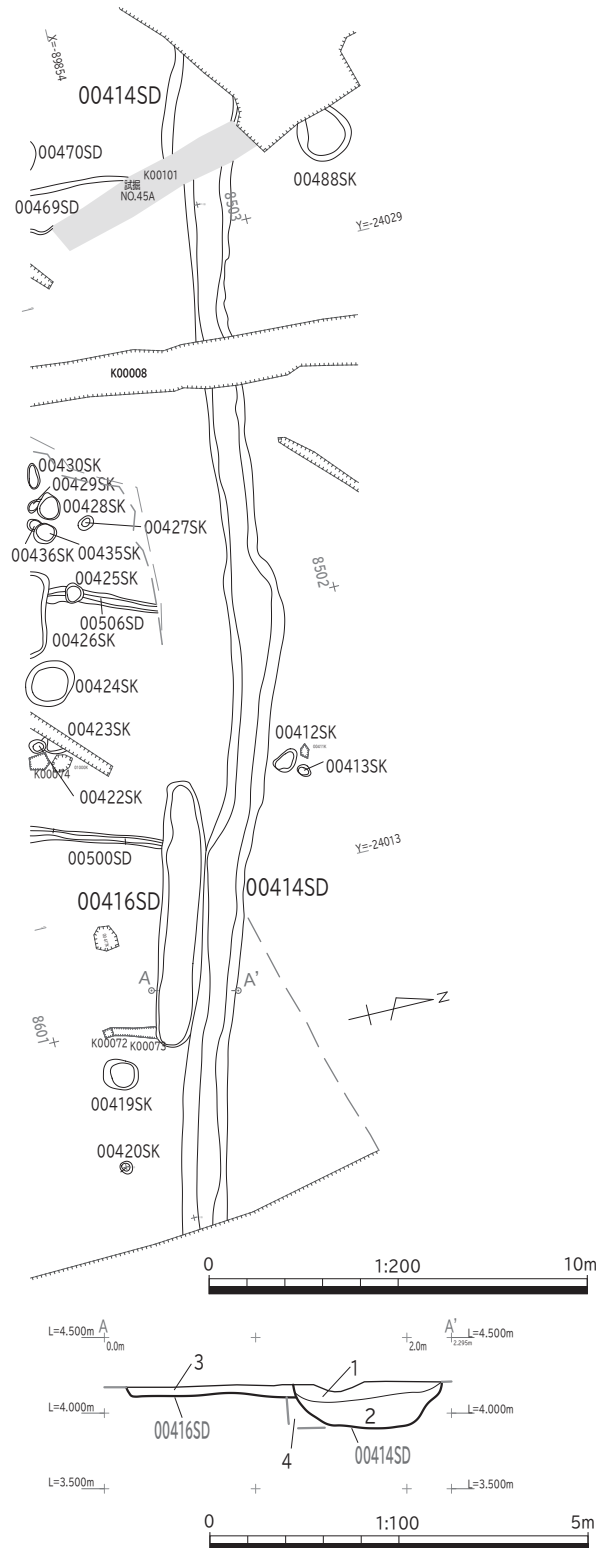 X=-89854
00414SD
00470SD
K00101
NO.45A
00469SD
8503
00488SK
Y=-24029
K00008
00430SK
00429SK
00428SK
00427SK
00436SK
00435SK
00425SK
8502
00506SD
00426SK
00424SK
00423SK
00412SK
K00074
00413SK
00422SK
Y=-24013
00500SD
00416SD
00414SD
A
A'
N
8601
K00072
K00073
00419SK
00420SK
0
1:200
10m
L=4.500m
A
0.0m
2.0m
A'
2.295m
L=4.500m
3
1
L=4.000m
2
L=4.000m
00416SD
4
00414SD
L=3.500m
L=3.500m
0
1:100
5m